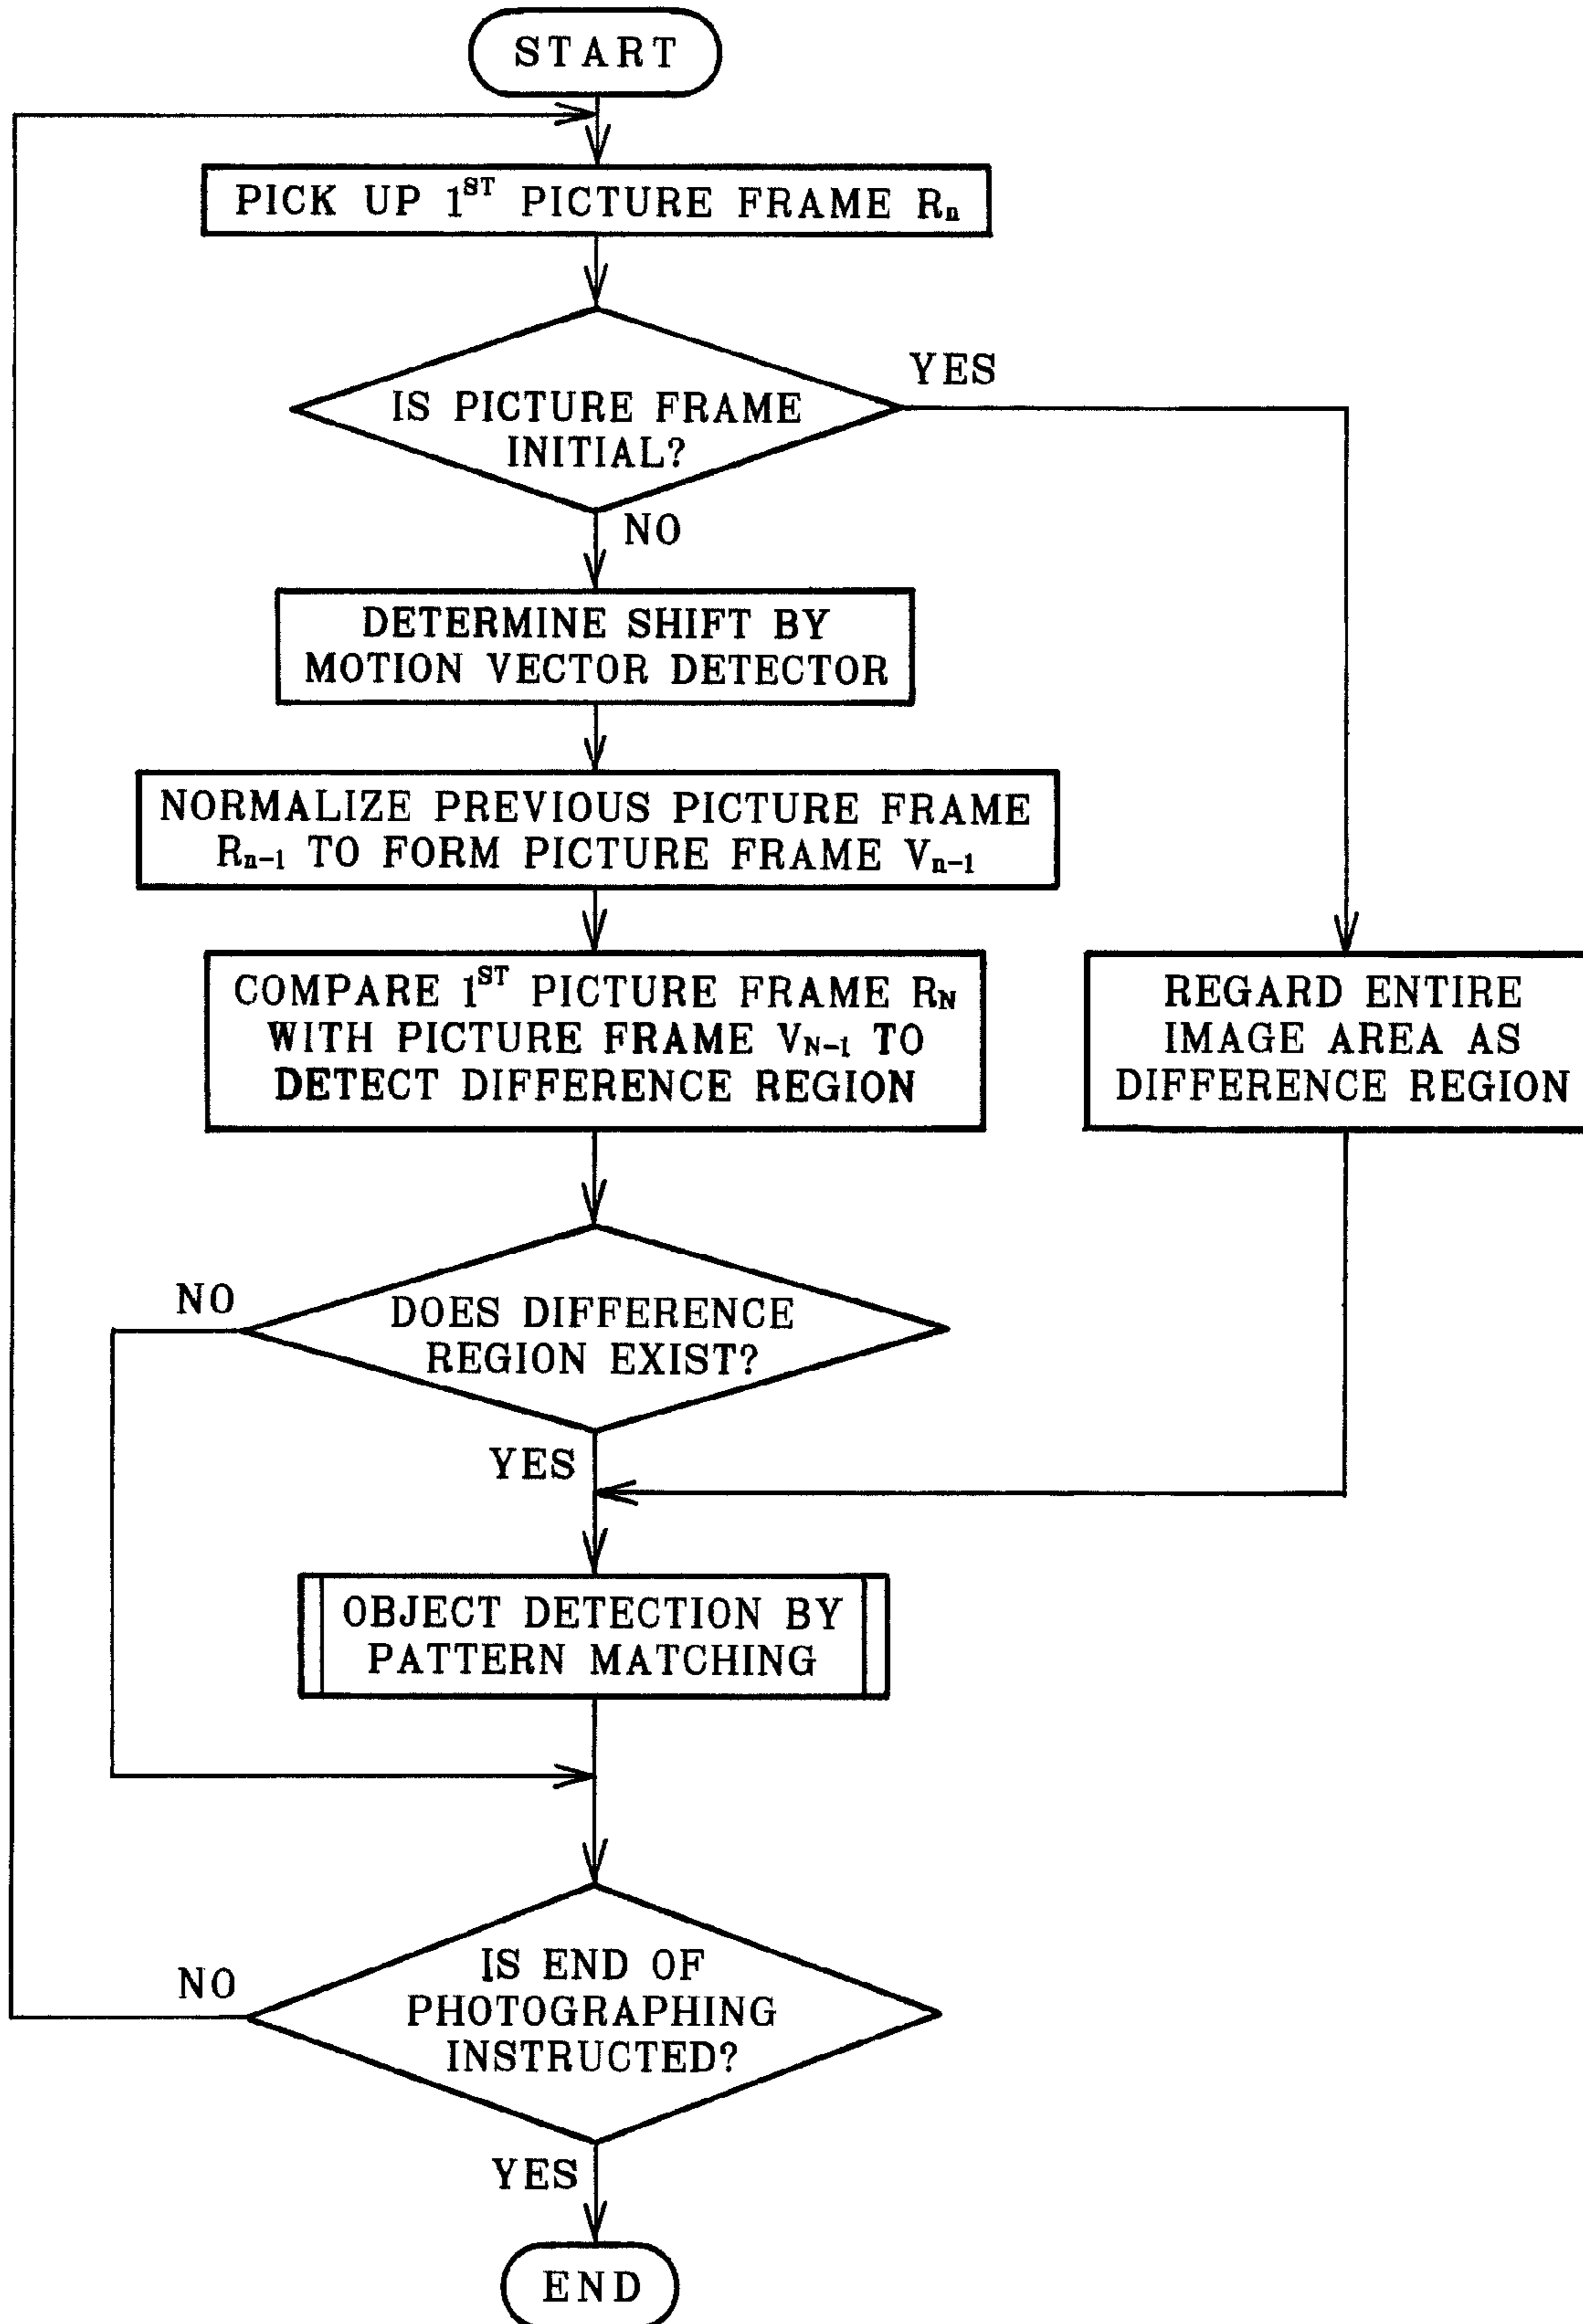 START
PICK UP 1ST PICTURE FRAME Rn
IS PICTURE FRAME
INITIAL?
YES
NO
DETERMINE SHIFT BY
MOTION VECTOR DETECTOR
NORMALIZE PREVIOUS PICTURE FRAME
Rn-1 TO FORM PICTURE FRAME Vn-1
COMPARE 1ST PICTURE FRAME RN
WITH PICTURE FRAME VN-1 TO
DETECT DIFFERENCE REGION
REGARD ENTIRE
IMAGE AREA AS
DIFFERENCE REGION
NO
DOES DIFFERENCE
REGION EXIST?
YES
OBJECT DETECTION BY
PATTERN MATCHING
NO
IS END OF
PHOTOGRAPHING
INSTRUCTED?
YES
END